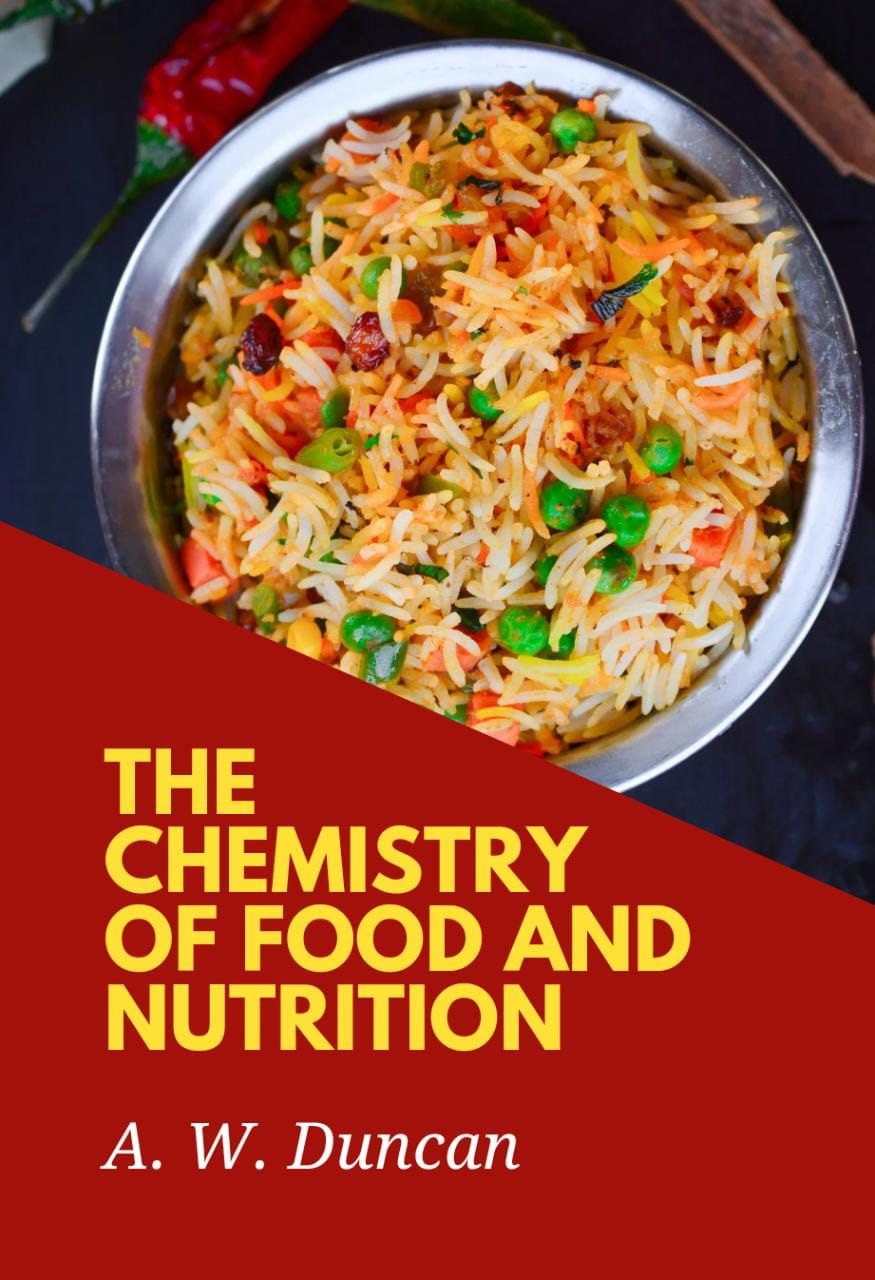 THE
CHEMISTRY
OF FOOD AND
NUTRITION
A. W. Duncan